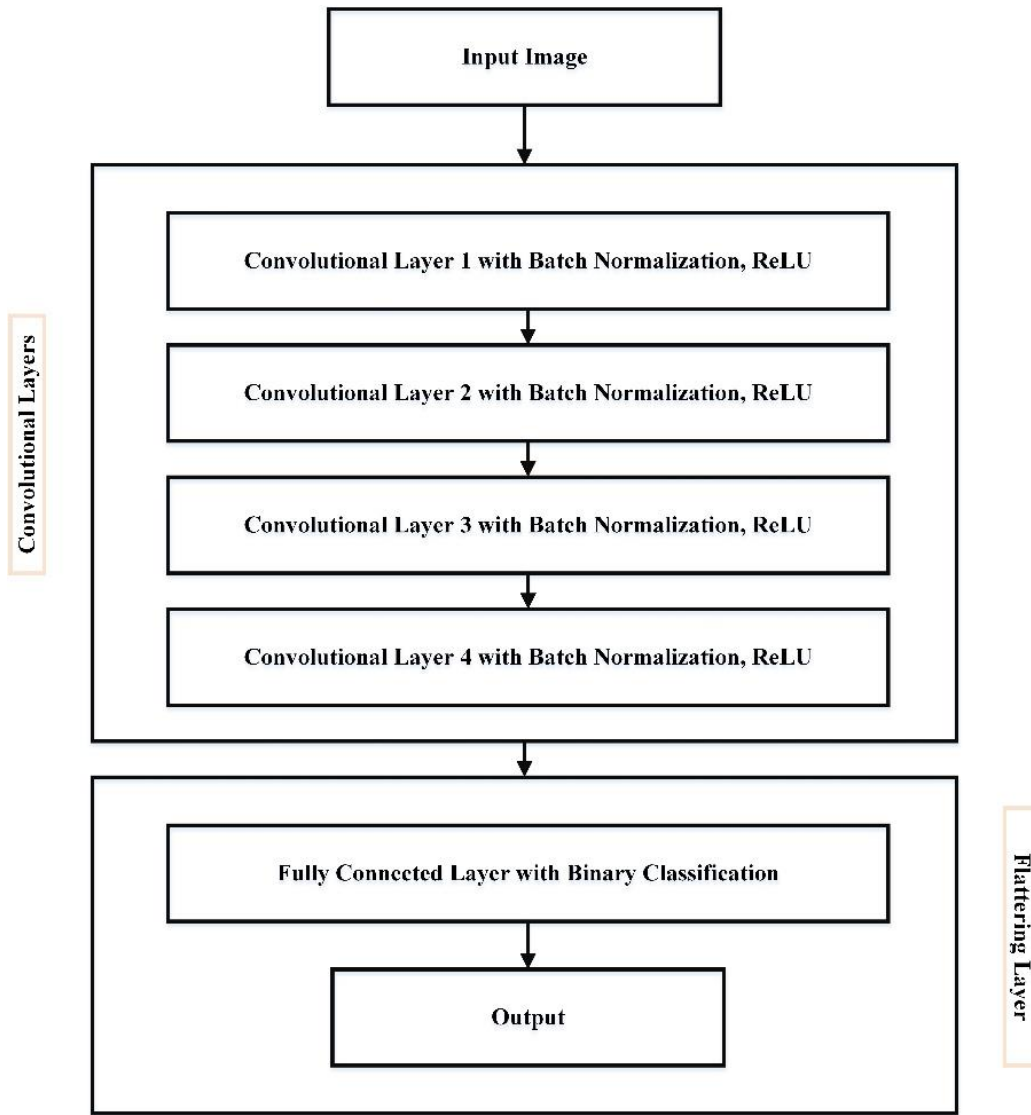 Input Image
Convolutional Layers
Convolutional Layer 1 with Batch Normalization, ReLU
Convolutional Layer 2 with Batch Normalization, ReLU
Convolutional Layer 3 with Batch Normalization, ReLU
Convolutional Layer 4 with Batch Normalization, ReLU
Fully Connected Layer with Binary Classification
Output
Flattering Layer